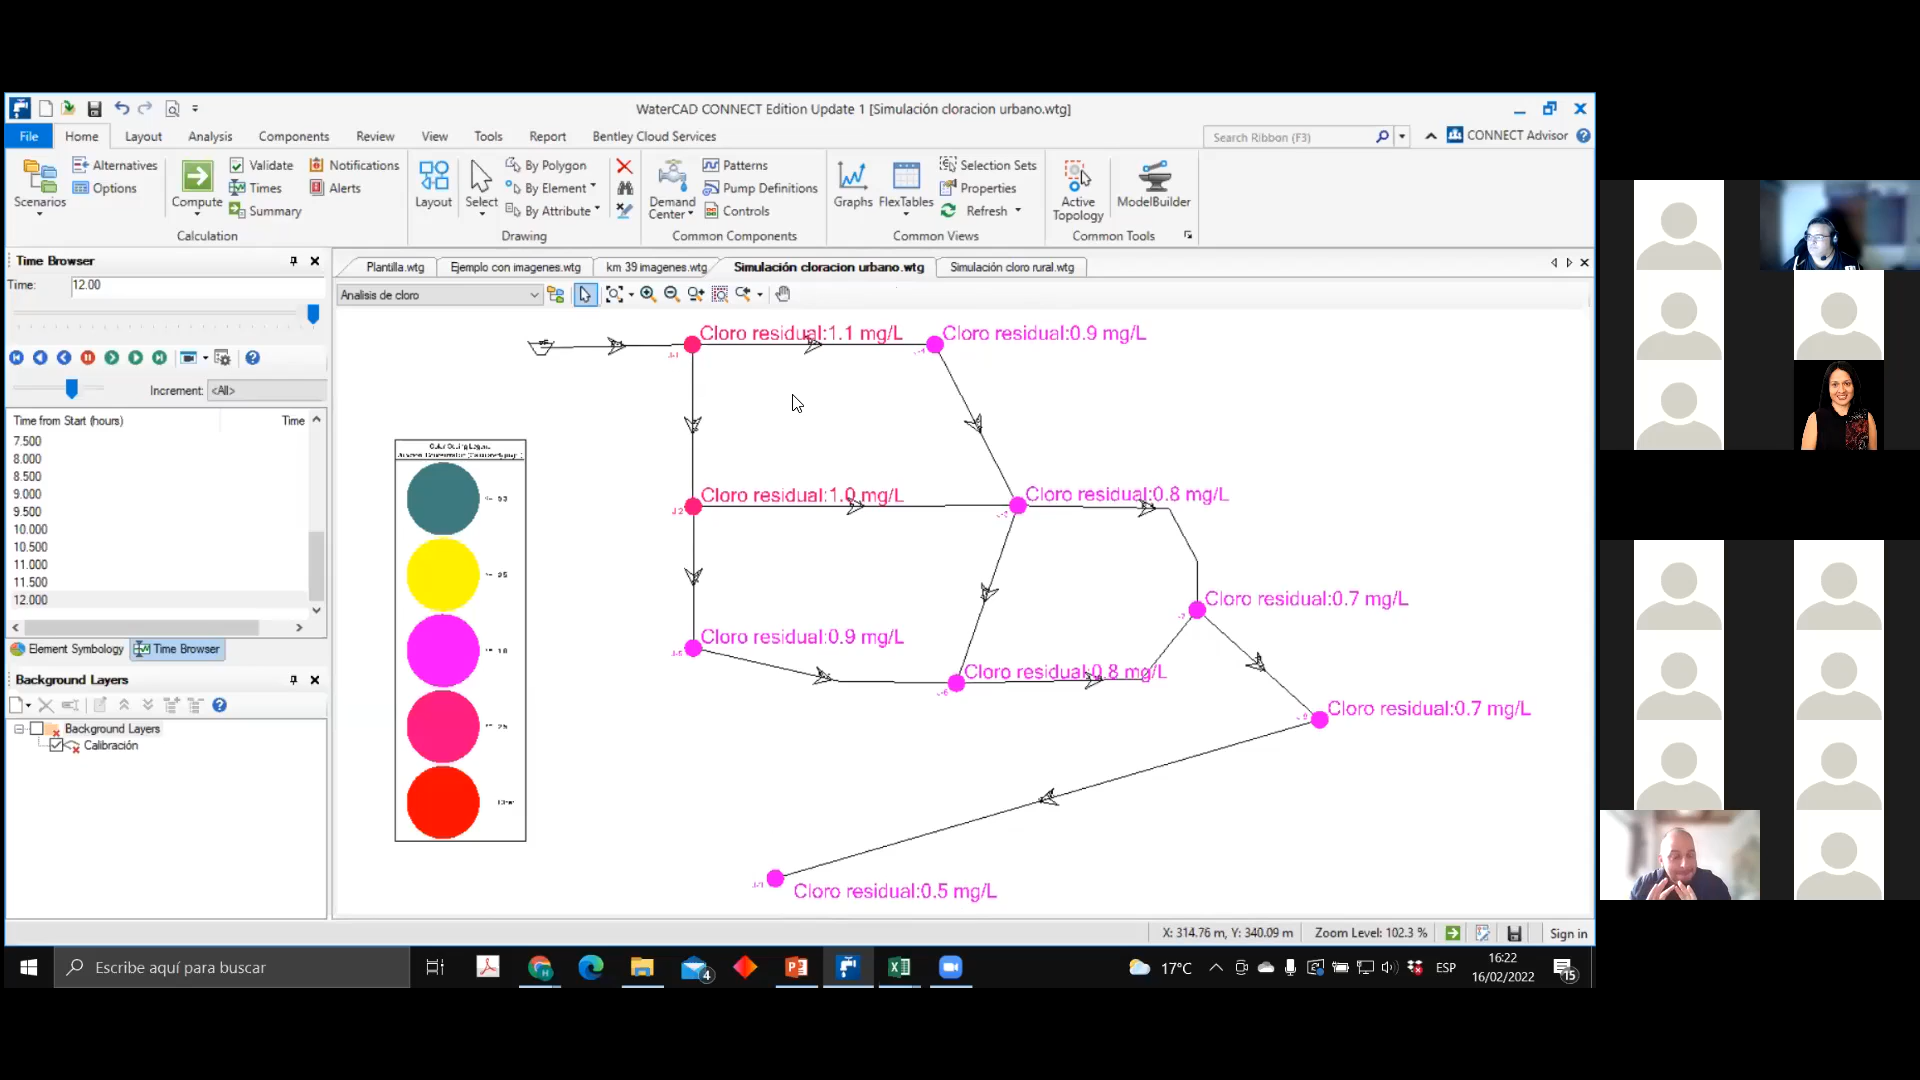 WaterCAD CONNECT Edition Update 1 [Simulación cloracion urbano.wtg]
File Home Layout Analysis Components Review View Tools Report Bentley Cloud Services
Search Ribbon (F3)
CONNECT Advisor
Scenarios
Alternatives
Options
Compute
Validate
Times
Summary
Notifications
Alerts
Calculation
Layout
Select
By Polygon
By Element
By Attribute
Drawing
Demand Center
Patterns
Pump Definitions
Controls
Common Components
Graphs
FlexTables
Selection Sets
Properties
Refresh
Common Views
Active Topology
ModelBuilder
Common Tools
Time Browser
Time: 12.00
Increment: <All>
Time from Start (hours) Time
7.500
8.000
8.500
9.000
9.500
10.000
10.500
11.000
11.500
12.000
Element Symbology Time Browser
Background Layers
Background Layers
Calibración
Plantilla.wtg Ejemplo con imagenes.wtg km 39 imagenes.wtg Simulación cloracion urbano.wtg Simulación cloro rural.wtg
Analisis de cloro
Cloro residual:1.1 mg/L
Cloro residual:0.9 mg/L
Cloro residual:1.0 mg/L
Cloro residual:0.8 mg/L
Cloro residual:0.7 mg/L
Cloro residual:0.9 mg/L
Cloro residual:0.8 mg/L
Cloro residual:0.7 mg/L
Cloro residual:0.5 mg/L
X: 314.76 m, Y: 340.09 m
Zoom Level: 102.3 %
Sign in
Escribe aquí para buscar
4
17°C
ESP
16:22
16/02/2022
15